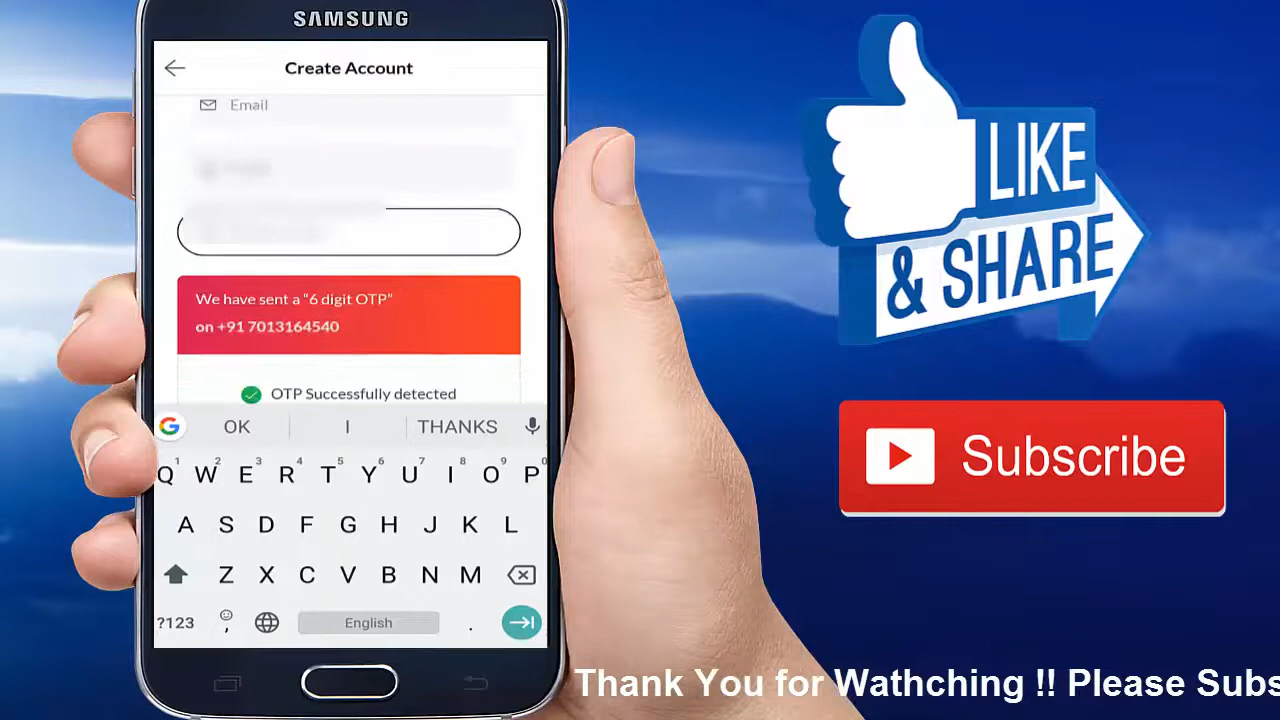 SAMSUNG
Create Account
Email
We have sent a “6 digit OTP”
on +91 7013164540
OTP Successfully detected
OK I THANKS
1 2 3 4 5 6 7 8 9 0
Q W E R T Y U I O P
A S D F G H J K L
Z X C V B N M
?123 , English .
LIKE
& SHARE
Subscribe
Thank You for Wathching !! Please Subs